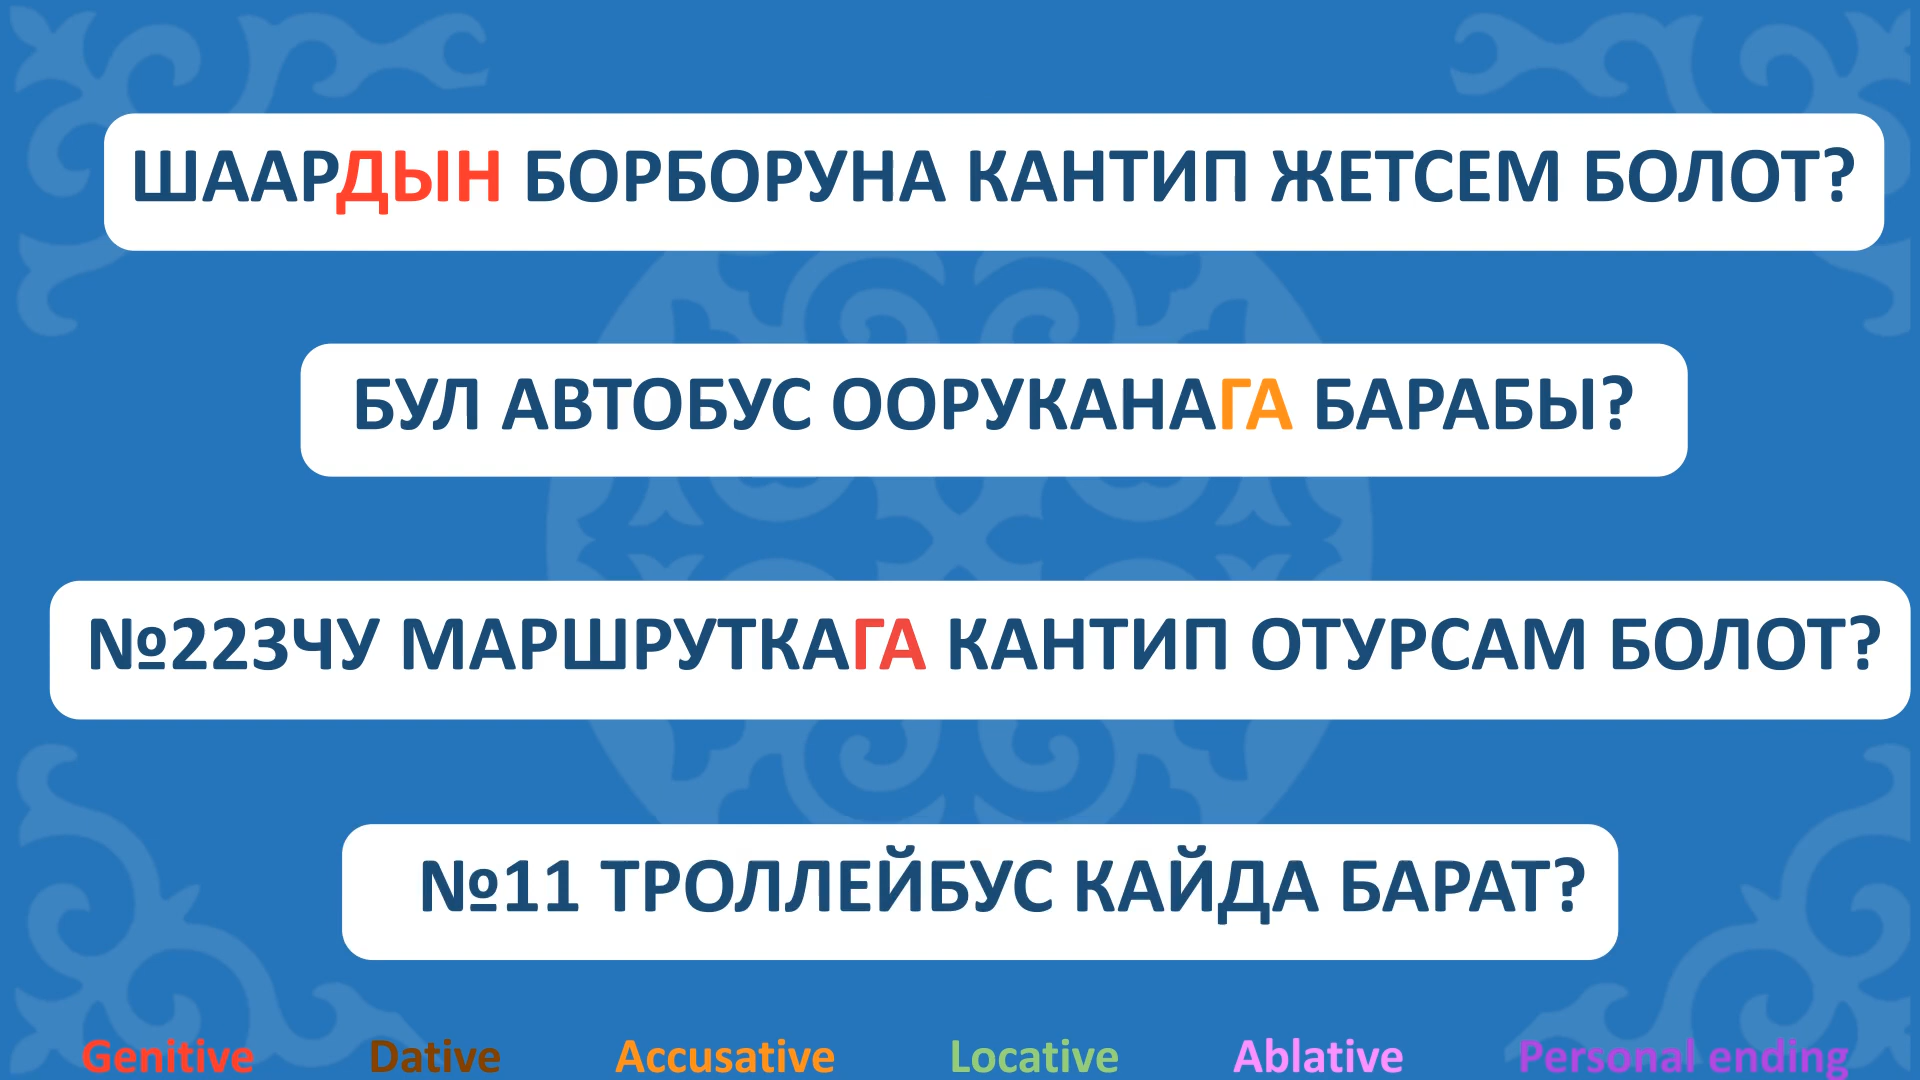 ШААРДЫН БОРБОРУНА КАНТИП ЖЕТСЕМ БОЛОТ?
БУЛ АВТОБУС ООРУКАНАГА БАРАБЫ?
№223ЧУ МАРШРУТКАГА КАНТИП ОТУРСАМ БОЛОТ?
№11 ТРОЛЛЕЙБУС КАЙДА БАРАТ?
Genitive Dative Accusative Locative Ablative Personal ending